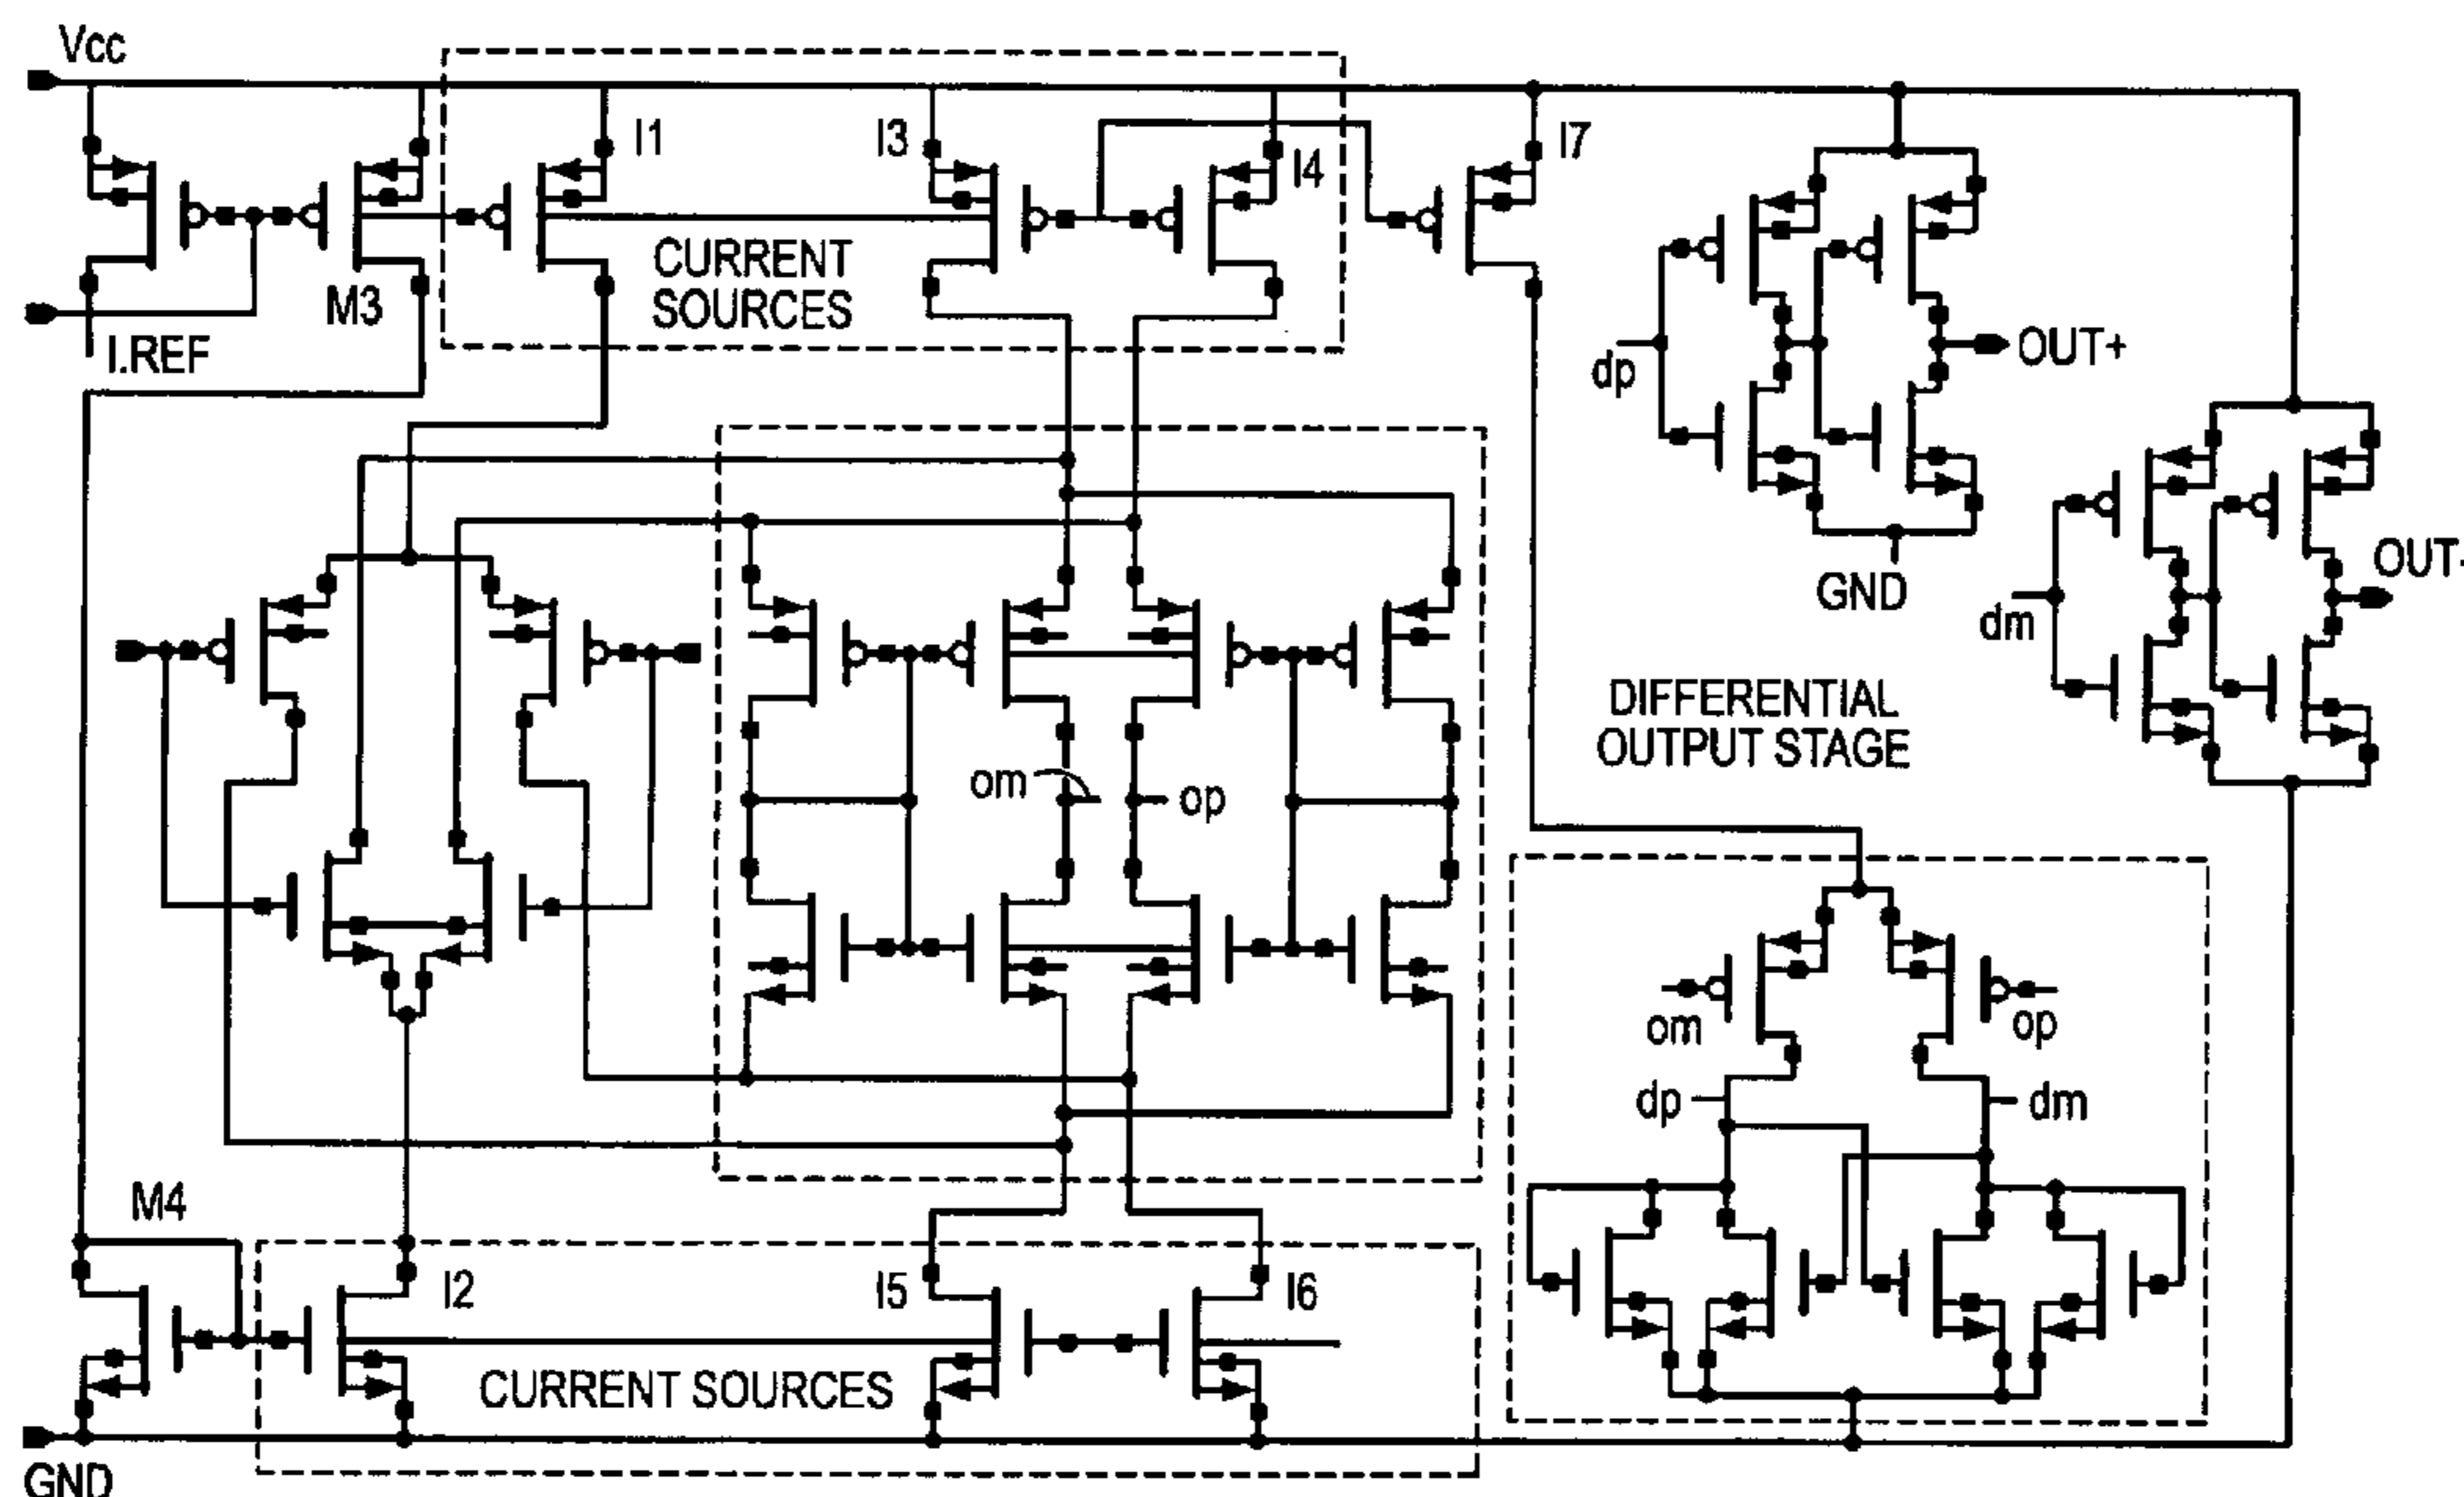 Vcc
I1
I3
I4
I7
CURRENT
SOURCES
M3
I.REF
dp
OUT+
GND
OUT-
dm
DIFFERENTIAL
OUTPUT STAGE
om
op
om
op
dp
dm
M4
I2
I5
I6
CURRENT SOURCES
GND